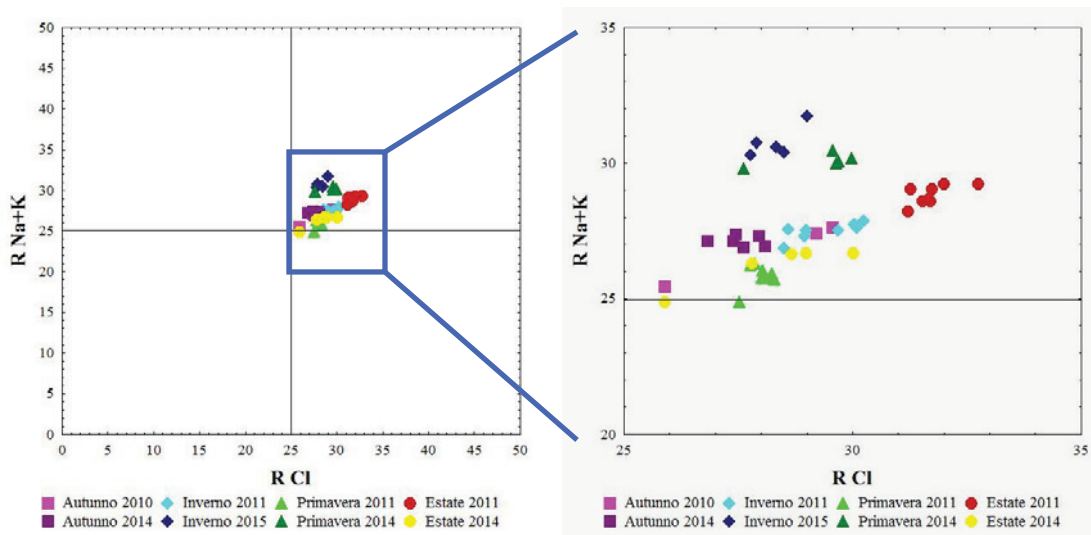 50
45
40
35
30
25
20
15
10
5
0
R Na+K
0 5 10 15 20 25 30 35 40 45 50
R Cl
Autunno 2010 Inverno 2011 Primavera 2011 Estate 2011
Autunno 2014 Inverno 2015 Primavera 2014 Estate 2014
35
30
25
20
R Na+K
25 30 35
R Cl
Autunno 2010 Inverno 2011 Primavera 2011 Estate 2011
Autunno 2014 Inverno 2015 Primavera 2014 Estate 2014